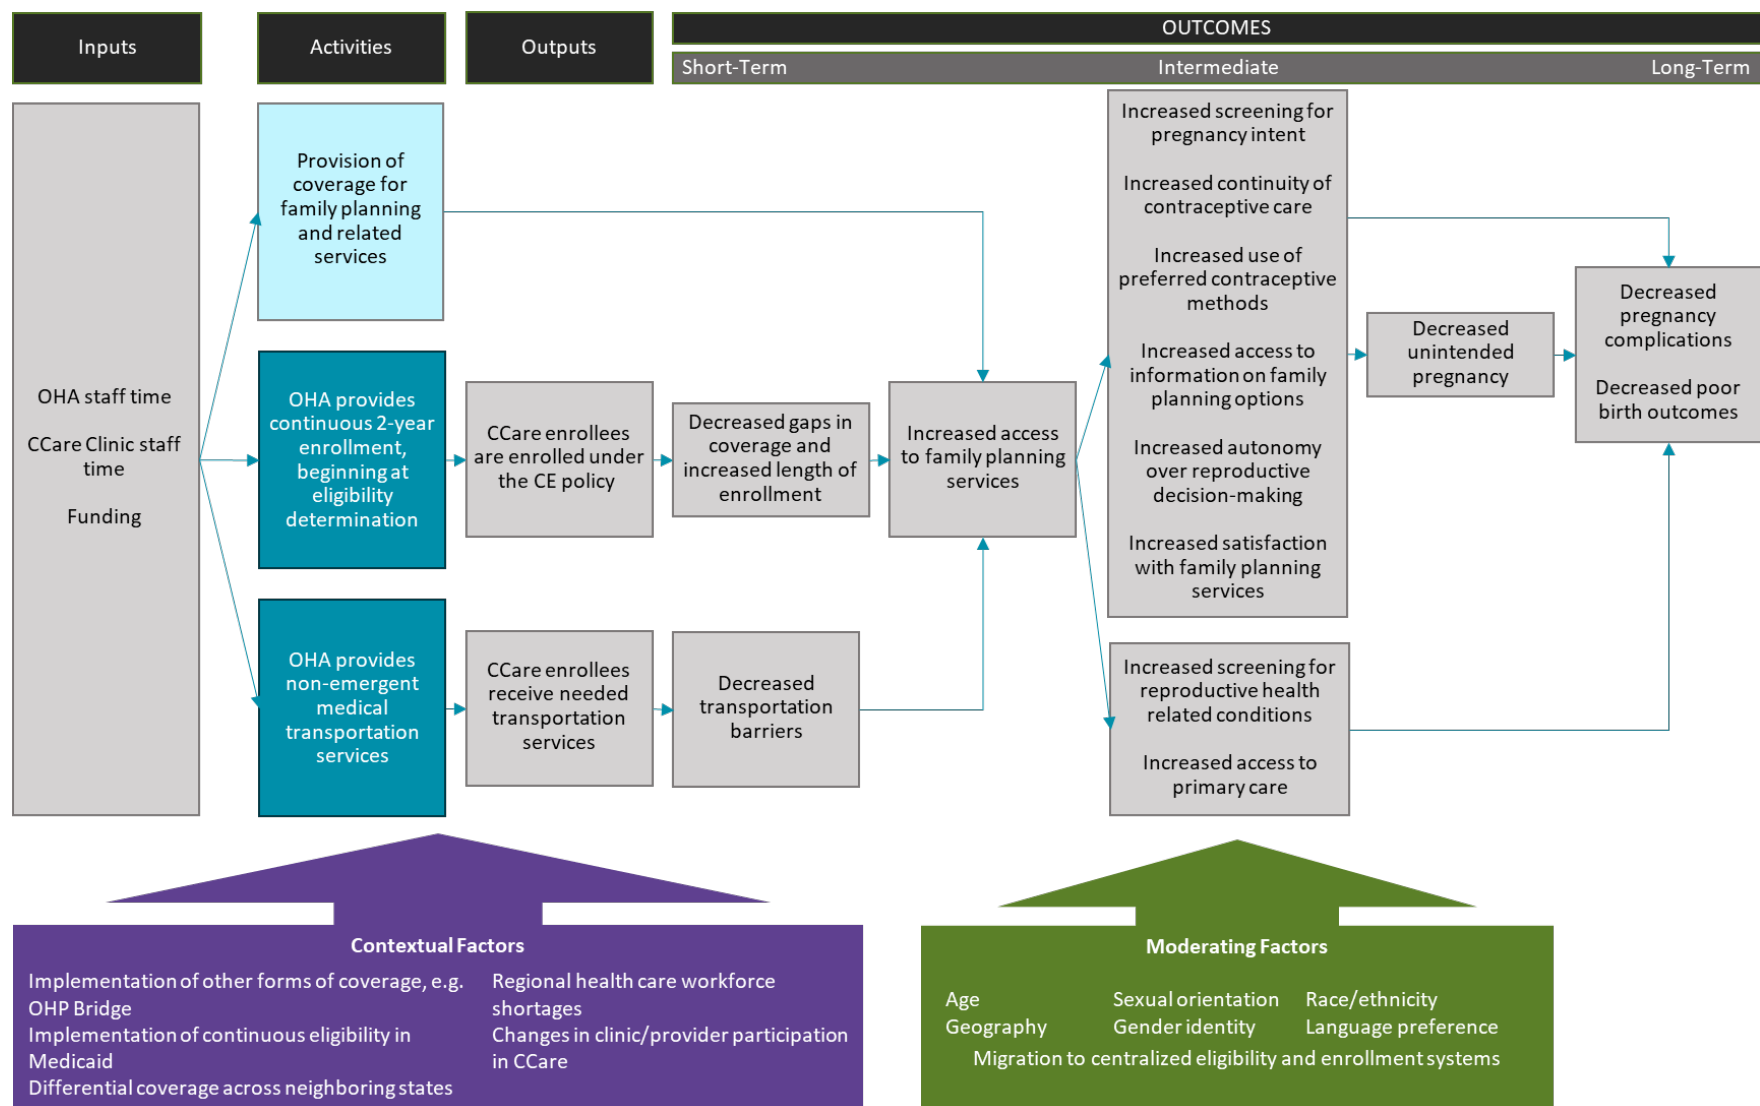 Inputs
Activities
Outputs
OUTCOMES
Short-Term
Intermediate
Long-Term
OHA staff time
CCare Clinic staff
time
Funding
Provision of
coverage for
family planning
and related
services
OHA provides
continuous 2-year
enrollment,
beginning at
eligibility
determination
OHA provides
non-emergent
medical
transportation
services
CCare enrollees
are enrolled under
the CE policy
CCare enrollees
receive needed
transportation
services
Decreased gaps in
coverage and
increased length of
enrollment
Decreased
transportation
barriers
Increased access
to family planning
services
Increased screening for
pregnancy intent
Increased continuity of
contraceptive care
Increased use of
preferred contraceptive
methods
Increased access to
information on family
planning options
Increased autonomy
over reproductive
decision-making
Increased satisfaction
with family planning
services
Increased screening for
reproductive health
related conditions
Increased access to
primary care
Decreased
unintended
pregnancy
Decreased
pregnancy
complications
Decreased poor
birth outcomes
Contextual Factors
Implementation of other forms of coverage, e.g.
OHP Bridge
Implementation of continuous eligibility in
Medicaid
Differential coverage across neighboring states
Regional health care workforce
shortages
Changes in clinic/provider participation
in CCare
Moderating Factors
Age
Sexual orientation
Race/ethnicity
Geography
Gender identity
Language preference
Migration to centralized eligibility and enrollment systems